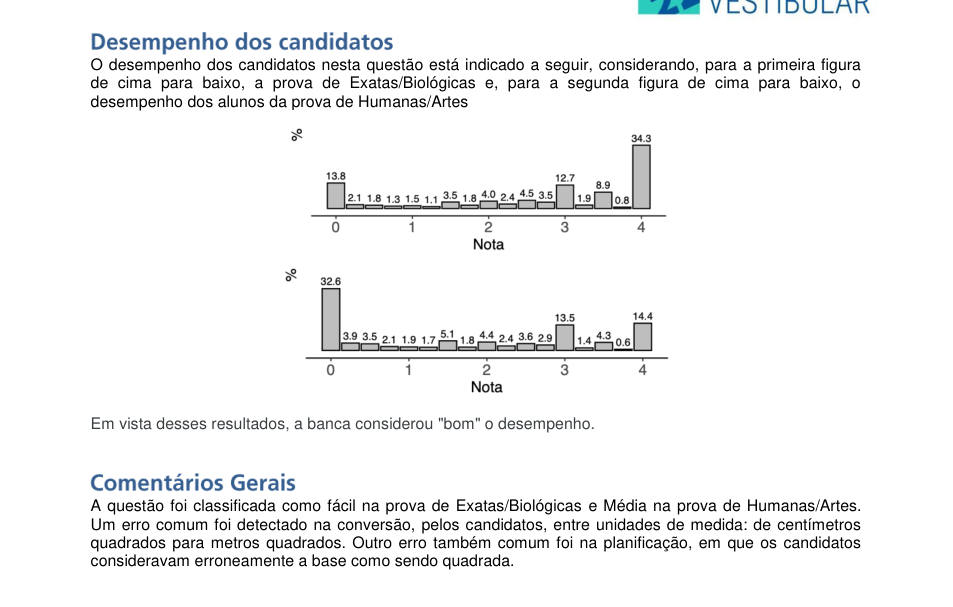 VESTIBULAR
Desempenho dos candidatos
O desempenho dos candidatos nesta questão está indicado a seguir, considerando, para a primeira figura
de cima para baixo, a prova de Exatas/Biológicas e, para a segunda figura de cima para baixo, o
desempenho dos alunos da prova de Humanas/Artes
%
34.3
13.8 2.1 1.8 1.3 1.5 1.1 3.5 1.8 4.0 2.4 4.5 3.5 12.7 1.9 8.9 0.8
0 1 2 3 4
Nota
%
32.6
3.9 3.5 2.1 1.9 1.7 5.1 1.8 4.4 2.4 3.6 2.9 13.5 1.4 4.3 0.6 14.4
0 1 2 3 4
Nota
Em vista desses resultados, a banca considerou "bom" o desempenho.
Comentários Gerais
A questão foi classificada como fácil na prova de Exatas/Biológicas e Média na prova de Humanas/Artes.
Um erro comum foi detectado na conversão, pelos candidatos, entre unidades de medida: de centímetros
quadrados para metros quadrados. Outro erro também comum foi na planificação, em que os candidatos
consideravam erroneamente a base como sendo quadrada.